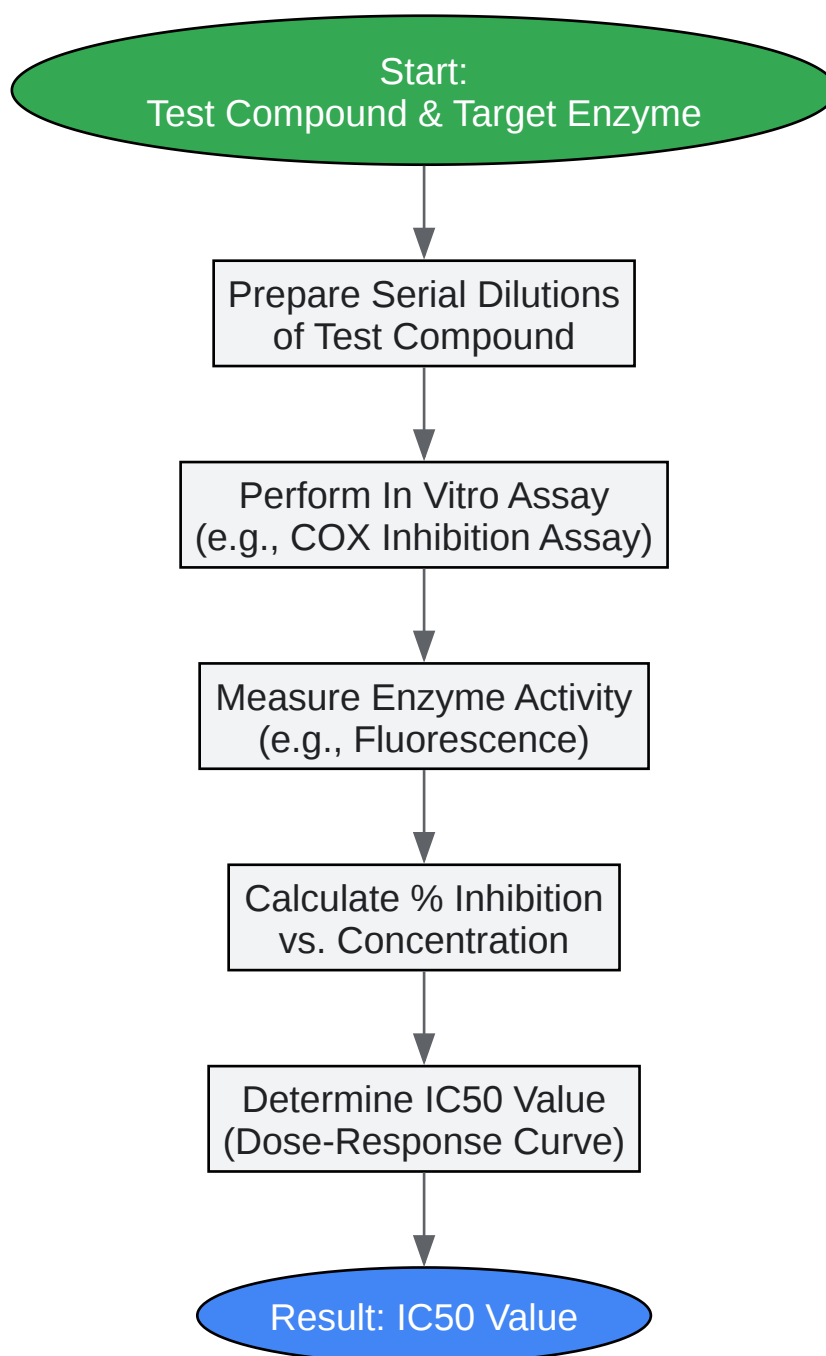 Start:
Test Compound & Target Enzyme
Prepare Serial Dilutions
of Test Compound
Perform In Vitro Assay
(e.g., COX Inhibition Assay)
Measure Enzyme Activity
(e.g., Fluorescence)
Calculate % Inhibition
vs. Concentration
Determine IC50 Value
(Dose-Response Curve)
Result: IC50 Value